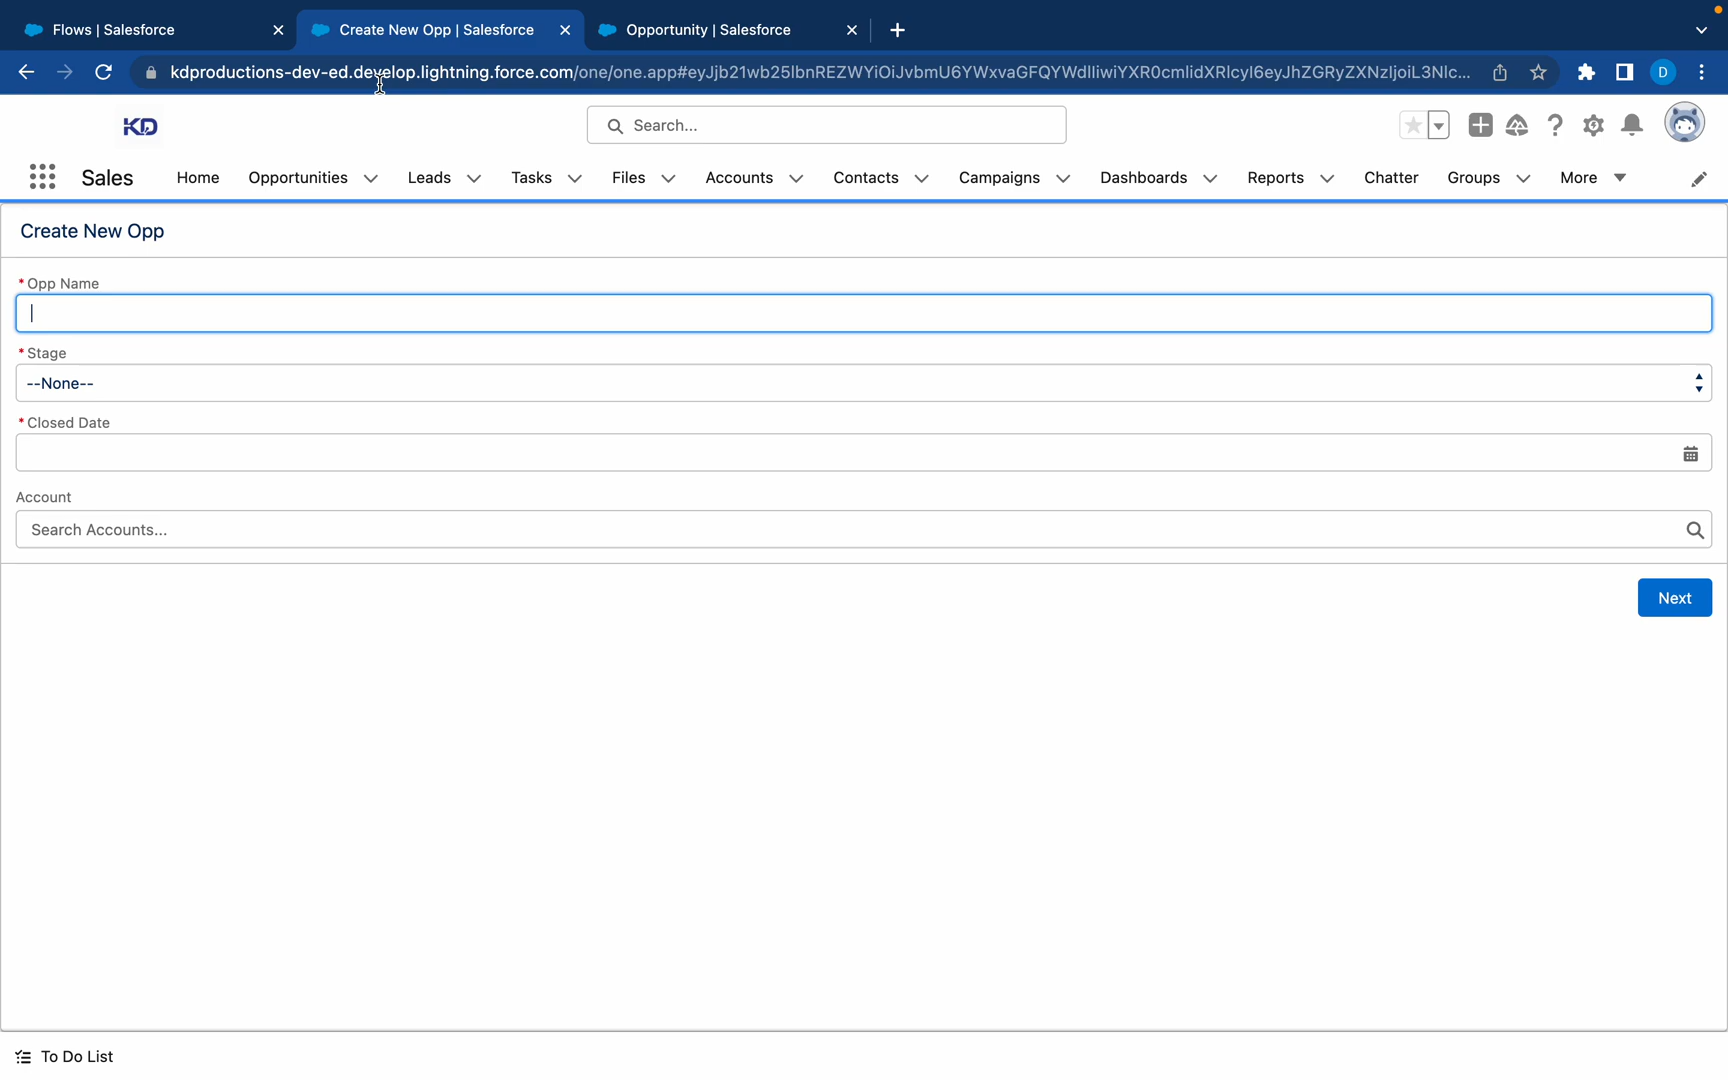 Flows | Salesforce
Create New Opp | Salesforce
Opportunity | Salesforce
kdproductions-dev-ed.develop.lightning.force.com/one/one.app#eyJjb21wb25lbnREZWYiOiJvbmU6YWxvaGFQYWdlIiwiYXR0cmlidXRlcyI6eyJhZGRyZXNzIjoiL3Nlc...
D
KD
Search...
Sales
Home
Opportunities
Leads
Tasks
Files
Accounts
Contacts
Campaigns
Dashboards
Reports
Chatter
Groups
More
Create New Opp
* Opp Name
* Stage
--None--
* Closed Date
Account
Search Accounts...
Next
To Do List